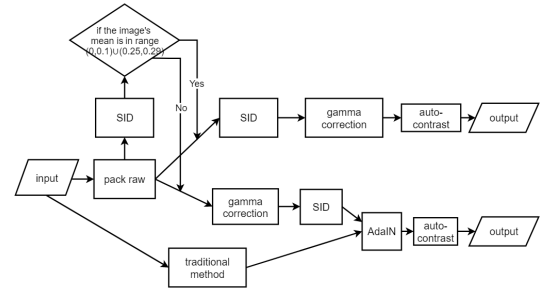 if the image's
mean is in range
(0,0.1)∪(0.25,0.29)
Yes
No
SID
SID
gamma
correction
auto-
contrast
output
input
pack raw
gamma
correction
SID
AdaIN
auto-
contrast
output
traditional
method